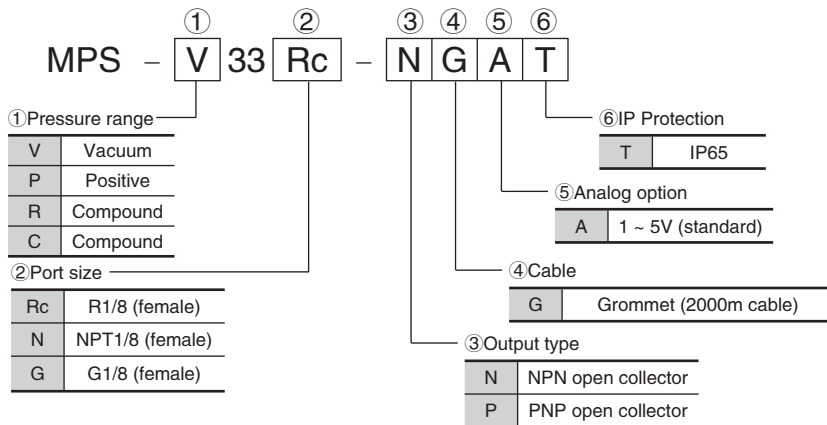 ① ② ③ ④ ⑤ ⑥
MPS – V 33 Rc – N G A T
①Pressure range
V Vacuum
P Positive
R Compound
C Compound
②Port size
Rc R1/8 (female)
N NPT1/8 (female)
G G1/8 (female)
⑥IP Protection
T IP65
⑤Analog option
A 1 ~ 5V (standard)
④Cable
G Grommet (2000m cable)
③Output type
N NPN open collector
P PNP open collector